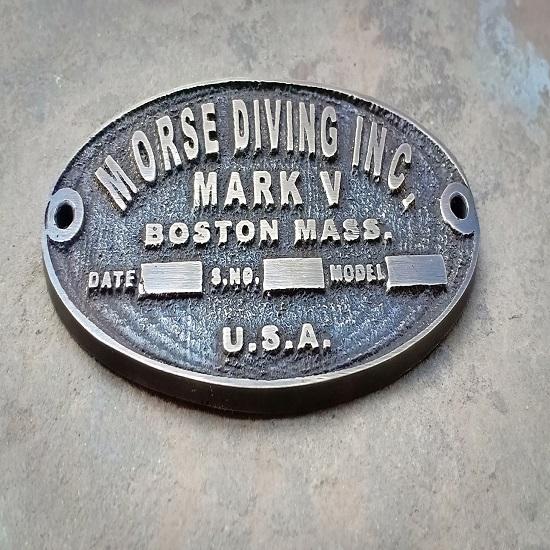 MORSE DIVING INC.
MARK V
BOSTON MASS.
DATE S.NO. MODEL
U.S.A.